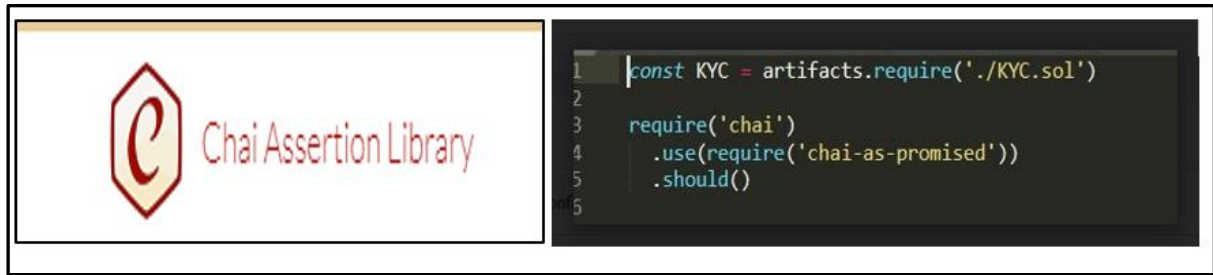 C
Chai Assertion Library
1 const KYC = artifacts.require('./KYC.sol')
2
3 require('chai')
4 .use(require('chai-as-promised'))
5 .should()
6